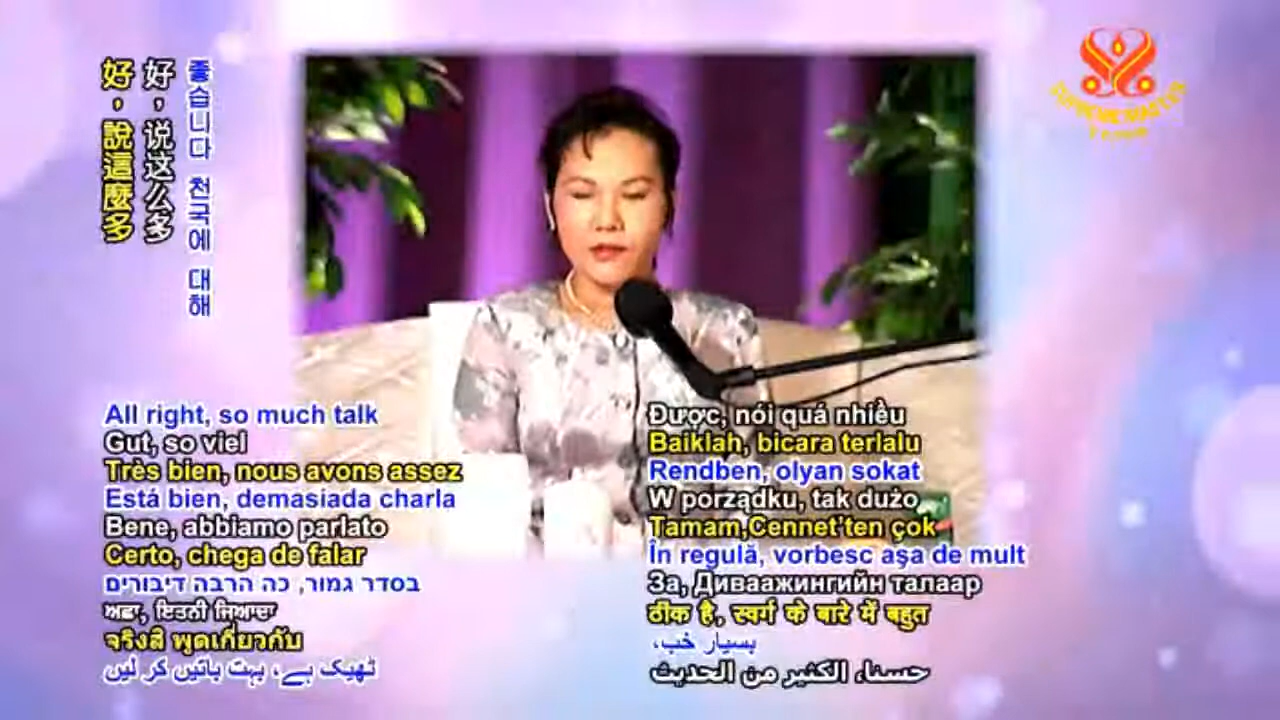 好，說這麼多
好，说这么多
좋습니다 천국에 대해
SUPREME MASTER
All right, so much talk
Gut, so viel
Très bien, nous avons assez
Está bien, demasiada charla
Bene, abbiamo parlato
Certo, chega de falar
בסדר גמור, כה הרבה דיבורים
ਅਛਾ, ਇਤਨੀ ਜਿਆਦਾ
จริงสิ พูดเกี่ยวกับ
ٹھیک ہے، بہت باتیں کر لیں
Được, nói quá nhiều
Baiklah, bicara terlalu
Rendben, olyan sokat
W porządku, tak dużo
Tamam,Cennet'ten çok
În regulă, vorbesc aşa de mult
За, Диваажингийн талаар
ठीक है, स्वर्ग के बारे में बहुत
بسیار خب،
حسنا، الكثير من الحديث